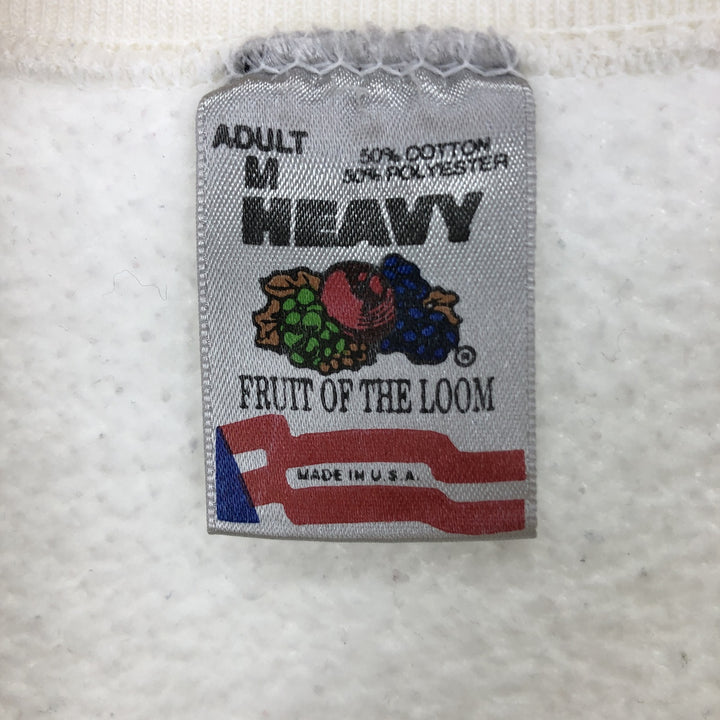 ADULT
M
50% COTTON
50% POLYESTER
HEAVY
®
FRUIT OF THE LOOM
MADE IN U.S.A.